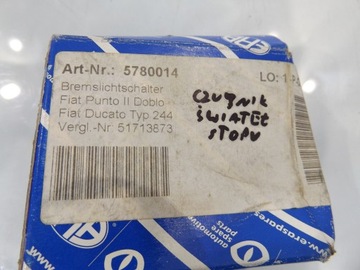 Art-Nr.: 5780014
LO: 1
Bremslichtschalter
Fiat Punto II Doblo
Fiat Ducato Typ 244
Vergl.-Nr 51713873
CZUJNIK
ŚWIATEŁ
STOPU
ERA
automotive
spare parts
www.eraspares